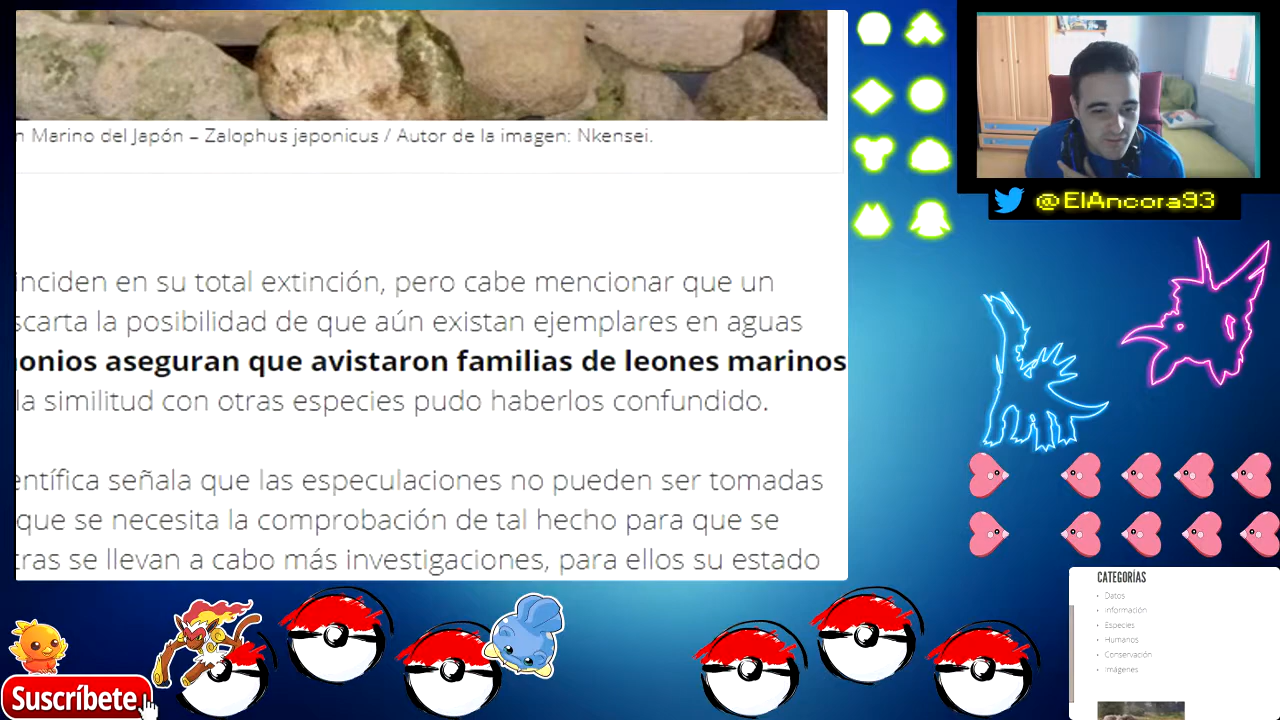 Marino del Japón – Zalophus japonicus / Autor de la imagen: Nkensei.
@ElAncora93
inciden en su total extinción, pero cabe mencionar que un
scarta la posibilidad de que aún existan ejemplares en aguas
onios aseguran que avistaron familias de leones marinos
la similitud con otras especies pudo haberlos confundido.
entífica señala que las especulaciones no pueden ser tomadas
que se necesita la comprobación de tal hecho para que se
tras se llevan a cabo más investigaciones, para ellos su estado
CATEGORÍAS
Datos
Información
Especies
Humanos
Conservación
Imágenes
Suscríbete